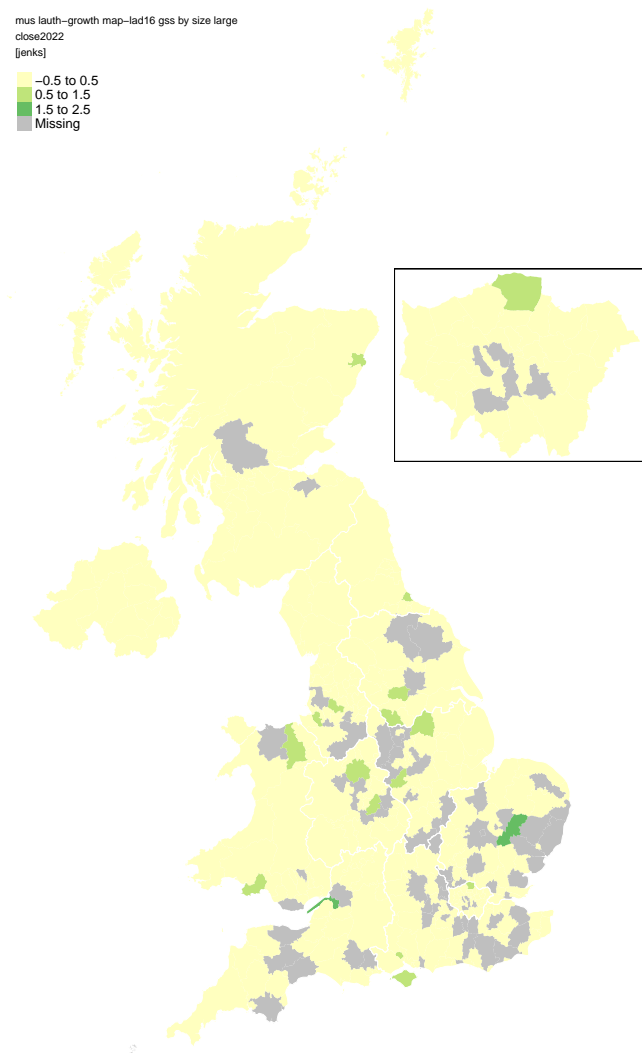 mus lauth−growth map−lad16 gss by size large
close2022
[jenks]
−0.5 to 0.5
0.5 to 1.5
1.5 to 2.5
Missing